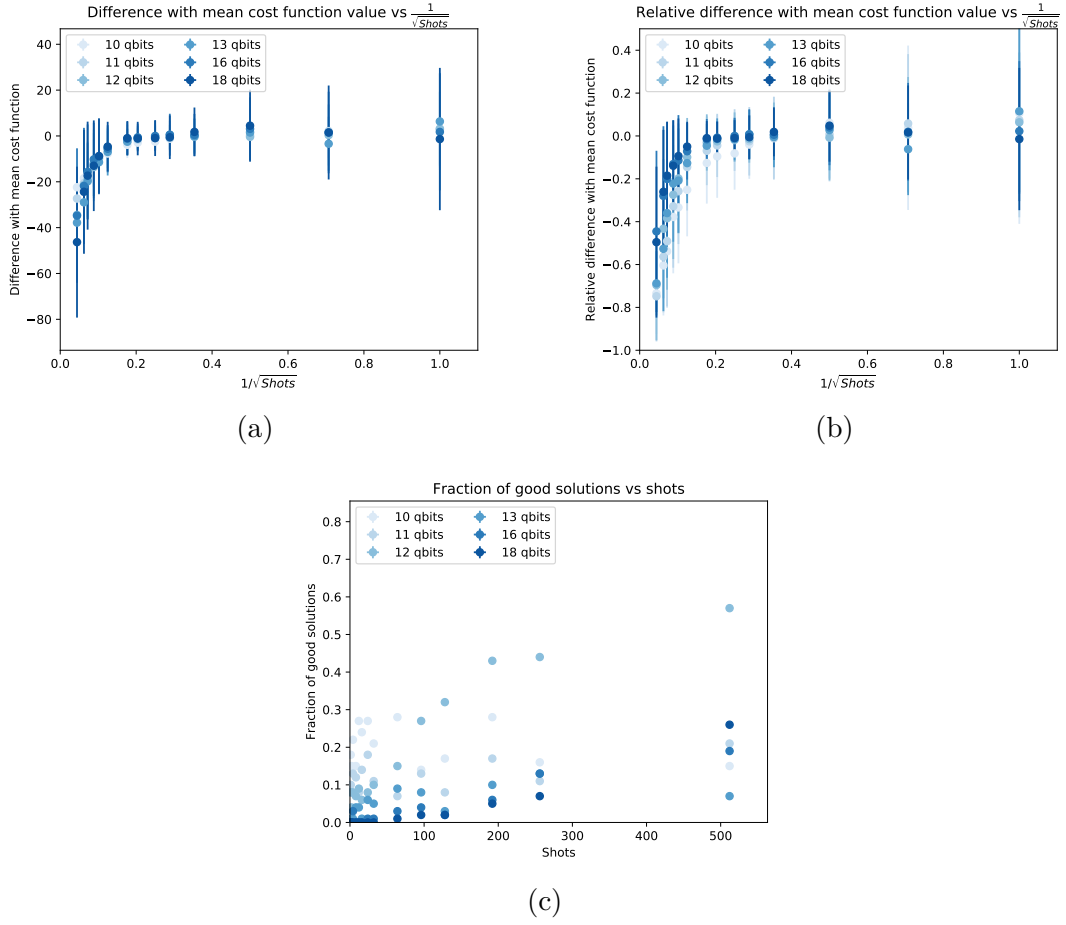 Difference with mean cost function value vs 1/√Shots
Difference with mean cost function
40
20
0
−20
−40
−60
−80
10 qbits
11 qbits
12 qbits
13 qbits
16 qbits
18 qbits
0.0 0.2 0.4 0.6 0.8 1.0
1/√Shots
(a)
Relative difference with mean cost function value vs 1/√Shots
Relative difference with mean cost function
0.4
0.2
0.0
−0.2
−0.4
−0.6
−0.8
−1.0
10 qbits
11 qbits
12 qbits
13 qbits
16 qbits
18 qbits
0.0 0.2 0.4 0.6 0.8 1.0
1/√Shots
(b)
Fraction of good solutions vs shots
Fraction of good solutions
0.8
0.7
0.6
0.5
0.4
0.3
0.2
0.1
0.0
10 qbits
11 qbits
12 qbits
13 qbits
16 qbits
18 qbits
0 100 200 300 400 500
Shots
(c)